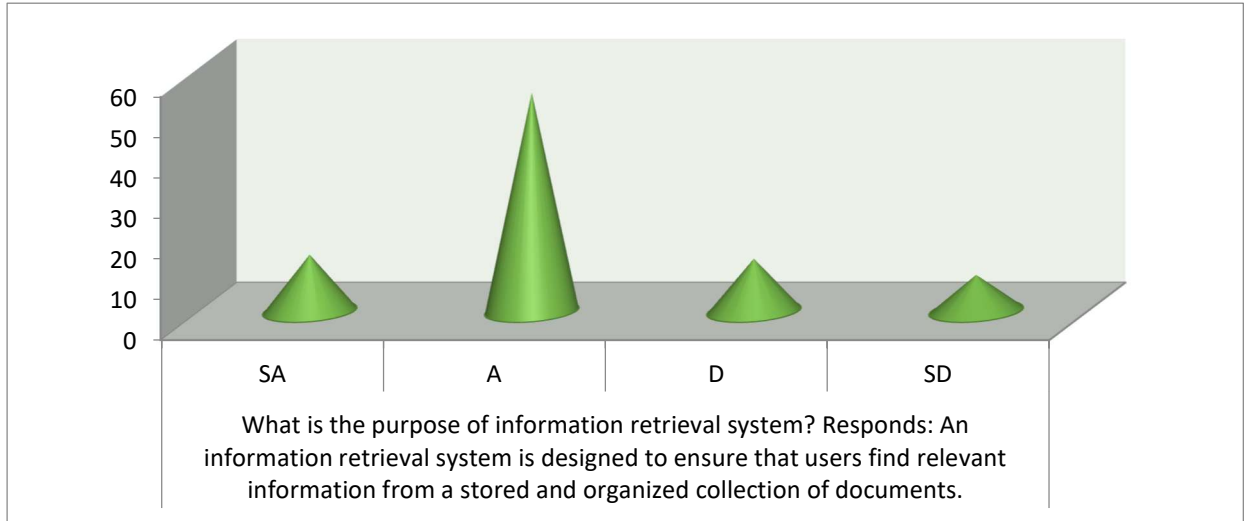 60
50
40
30
20
10
0
SA A D SD
What is the purpose of information retrieval system? Responds: An
information retrieval system is designed to ensure that users find relevant
information from a stored and organized collection of documents.